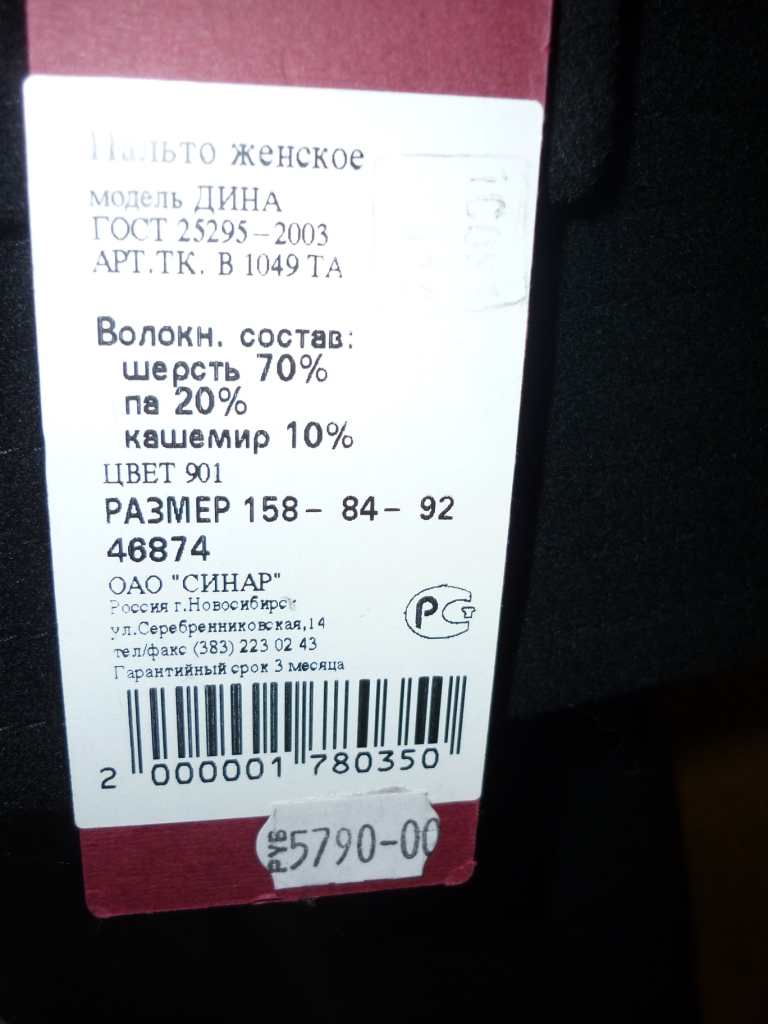 Пальто женское
модель ДИНА
ГОСТ 25295-2003
АРТ.ТК. В 1049 ТА
Волокн. состав:
шерсть 70%
па 20%
кашемир 10%
ЦВЕТ 901
РАЗМЕР 158- 84- 92
46874
ОАО "СИНАР"
Россия г.Новосибирск
ул.Серебренниковская,14
тел/факс (383) 223 02 43
Гарантийный срок 3 месяца
РСТ
2 000001 780350
РУБ 5790-00